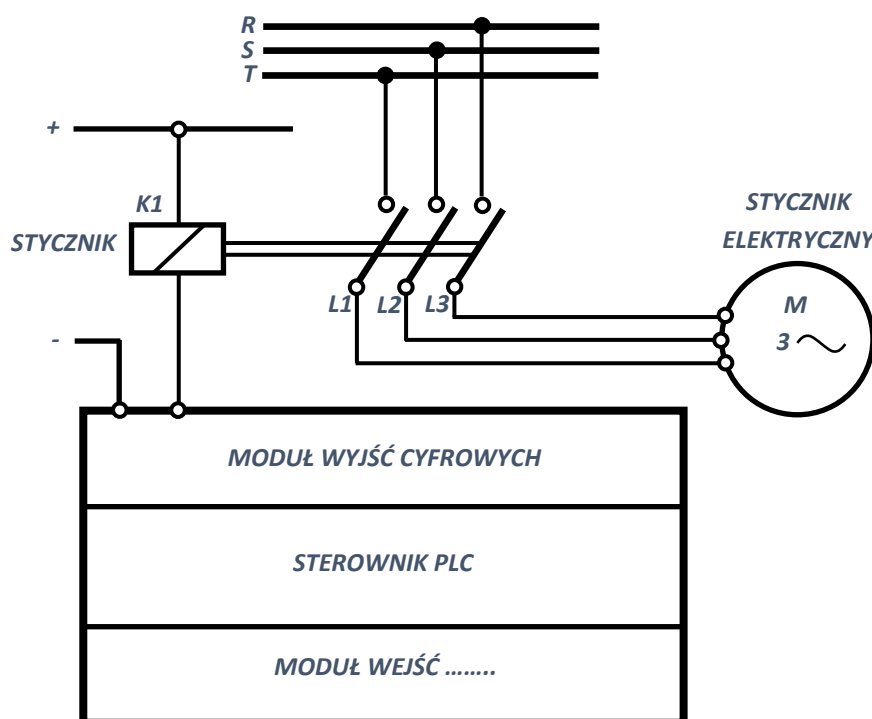 R
S
T
+
K1
STYCZNIK
STYCZNIK
ELEKTRYCZNY
L1
L2
L3
M
3
-
MODUŁ WYJŚĆ CYFROWYCH
STEROWNIK PLC
MODUŁ WEJŚĆ ........